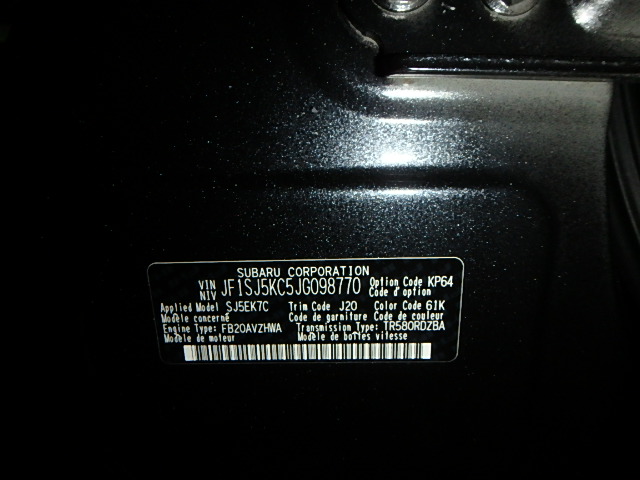 SUBARU CORPORATION
VIN NIV JF1SJ5KC5JG098770 Option Code KP64
Applied Model SJ5EK7C Trim Code J20 Color Code 61K
Modèle concerné Code de garniture Code de couleur
Engine Type: FB20AVZHWA Transmission Type: TR580RDZBA
Modèle de moteur Modèle de boîtes vitesse